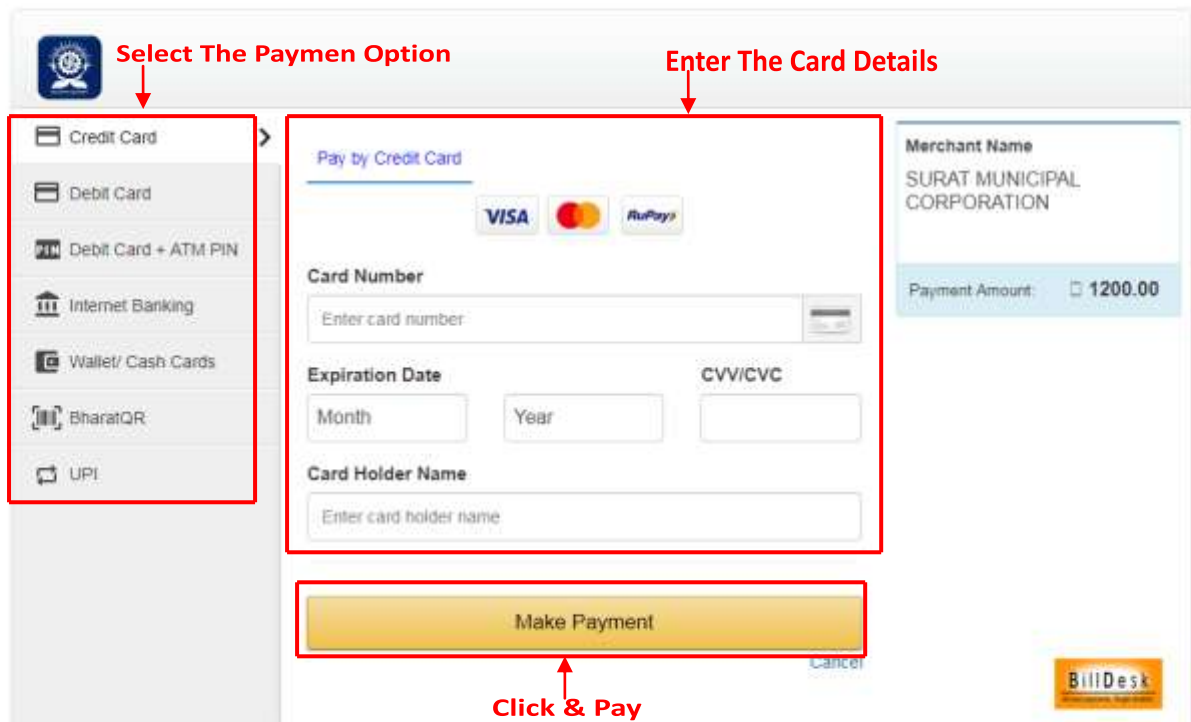 Select The Paymen Option
Enter The Card Details
Credit Card
Debit Card
PIN Debit Card + ATM PIN
Internet Banking
Wallet/ Cash Cards
BharatQR
UPI
Pay by Credit Card
VISA RuPay
Card Number
Enter card number
Expiration Date CVV/CVC
Month Year
Card Holder Name
Enter card holder name
Make Payment
Cancel
Click & Pay
Merchant Name
SURAT MUNICIPAL
CORPORATION
Payment Amount: 1200.00
BillDesk